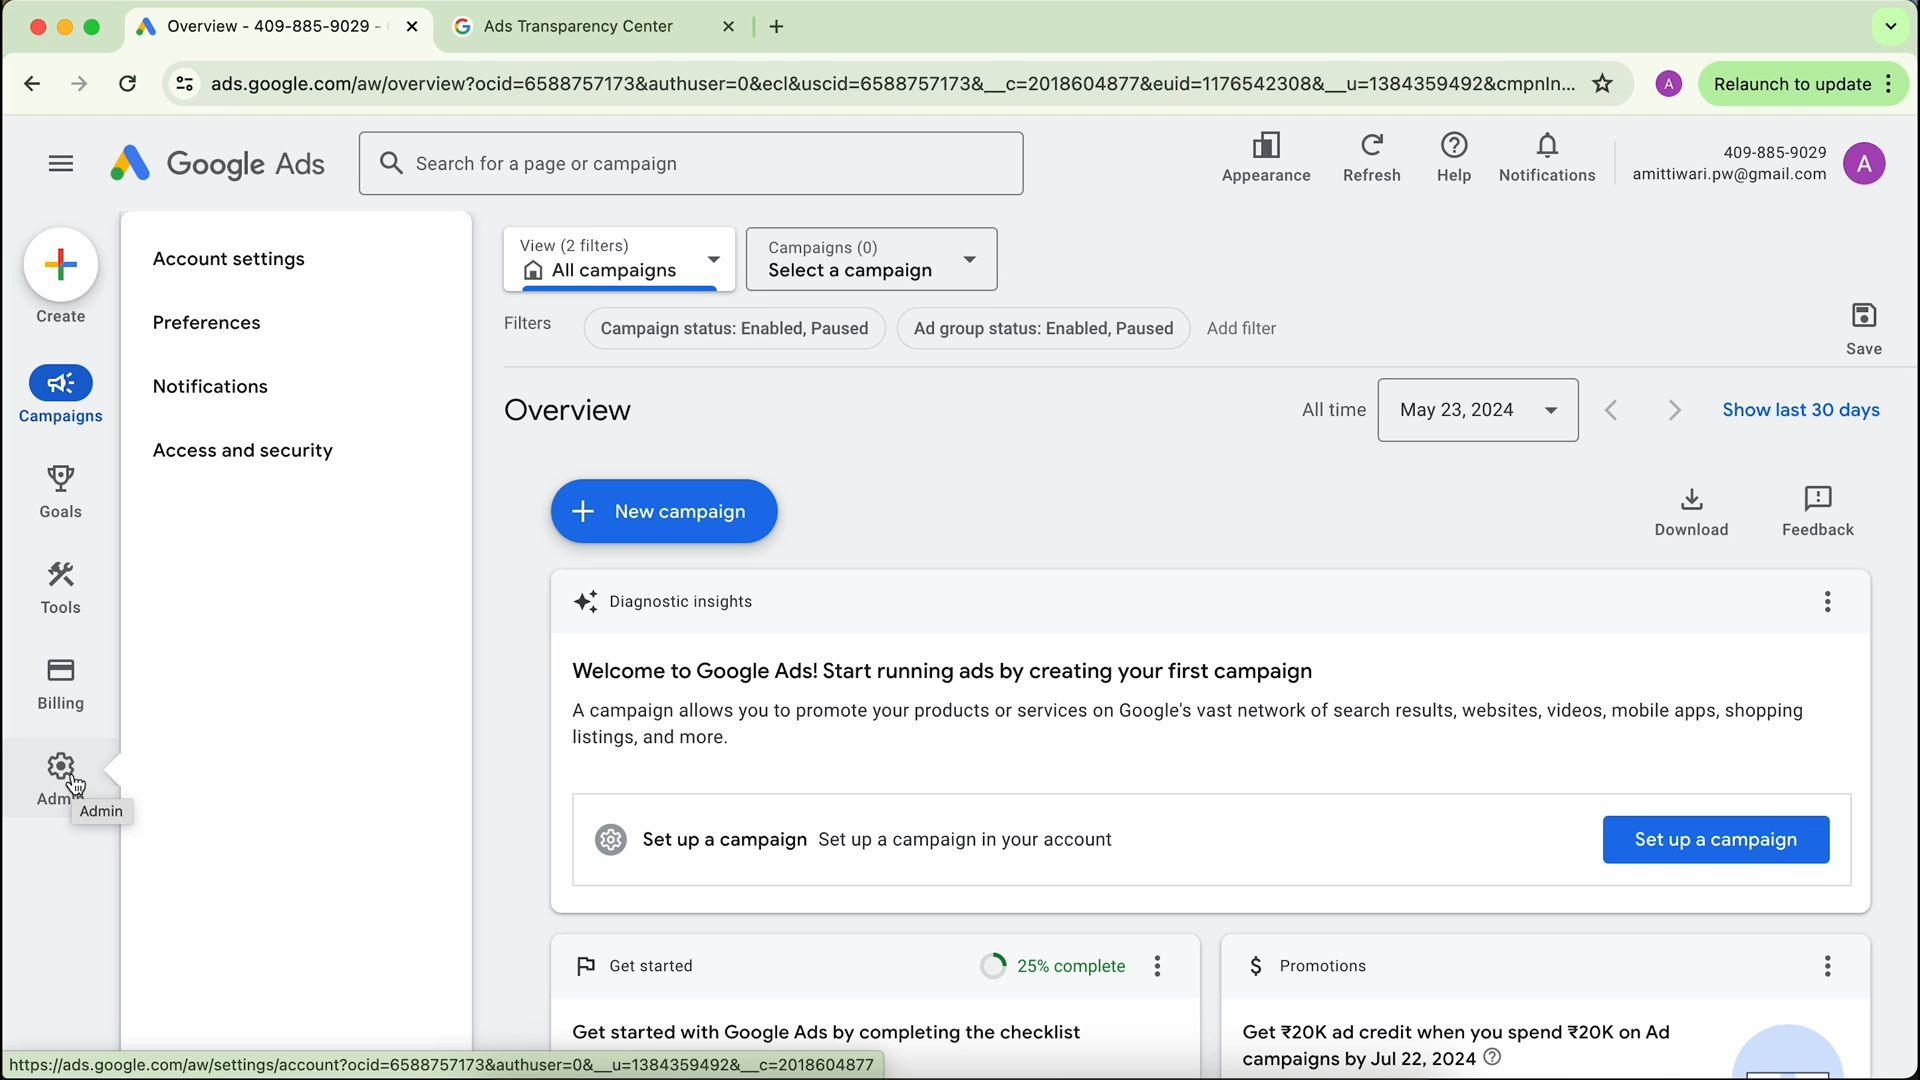 Overview - 409-885-9029 -
Ads Transparency Center
ads.google.com/aw/overview?ocid=6588757173&authuser=0&ecl&uscid=6588757173&__c=2018604877&euid=1176542308&__u=1384359492&cmpnIn...
A
Relaunch to update
Google Ads
Search for a page or campaign
Appearance
Refresh
Help
Notifications
409-885-9029
amittiwari.pw@gmail.com
A
Create
Campaigns
Goals
Tools
Billing
Admin
Account settings
Preferences
Notifications
Access and security
View (2 filters)
All campaigns
Campaigns (0)
Select a campaign
Filters
Campaign status: Enabled, Paused
Ad group status: Enabled, Paused
Add filter
Save
Overview
All time
May 23, 2024
Show last 30 days
New campaign
Download
Feedback
Diagnostic insights
Welcome to Google Ads! Start running ads by creating your first campaign
A campaign allows you to promote your products or services on Google's vast network of search results, websites, videos, mobile apps, shopping
listings, and more.
Set up a campaign Set up a campaign in your account
Set up a campaign
Get started
25% complete
Get started with Google Ads by completing the checklist
$ Promotions
Get ₹20K ad credit when you spend ₹20K on Ad
campaigns by Jul 22, 2024
https://ads.google.com/aw/settings/account?ocid=6588757173&authuser=0&__u=1384359492&__c=2018604877